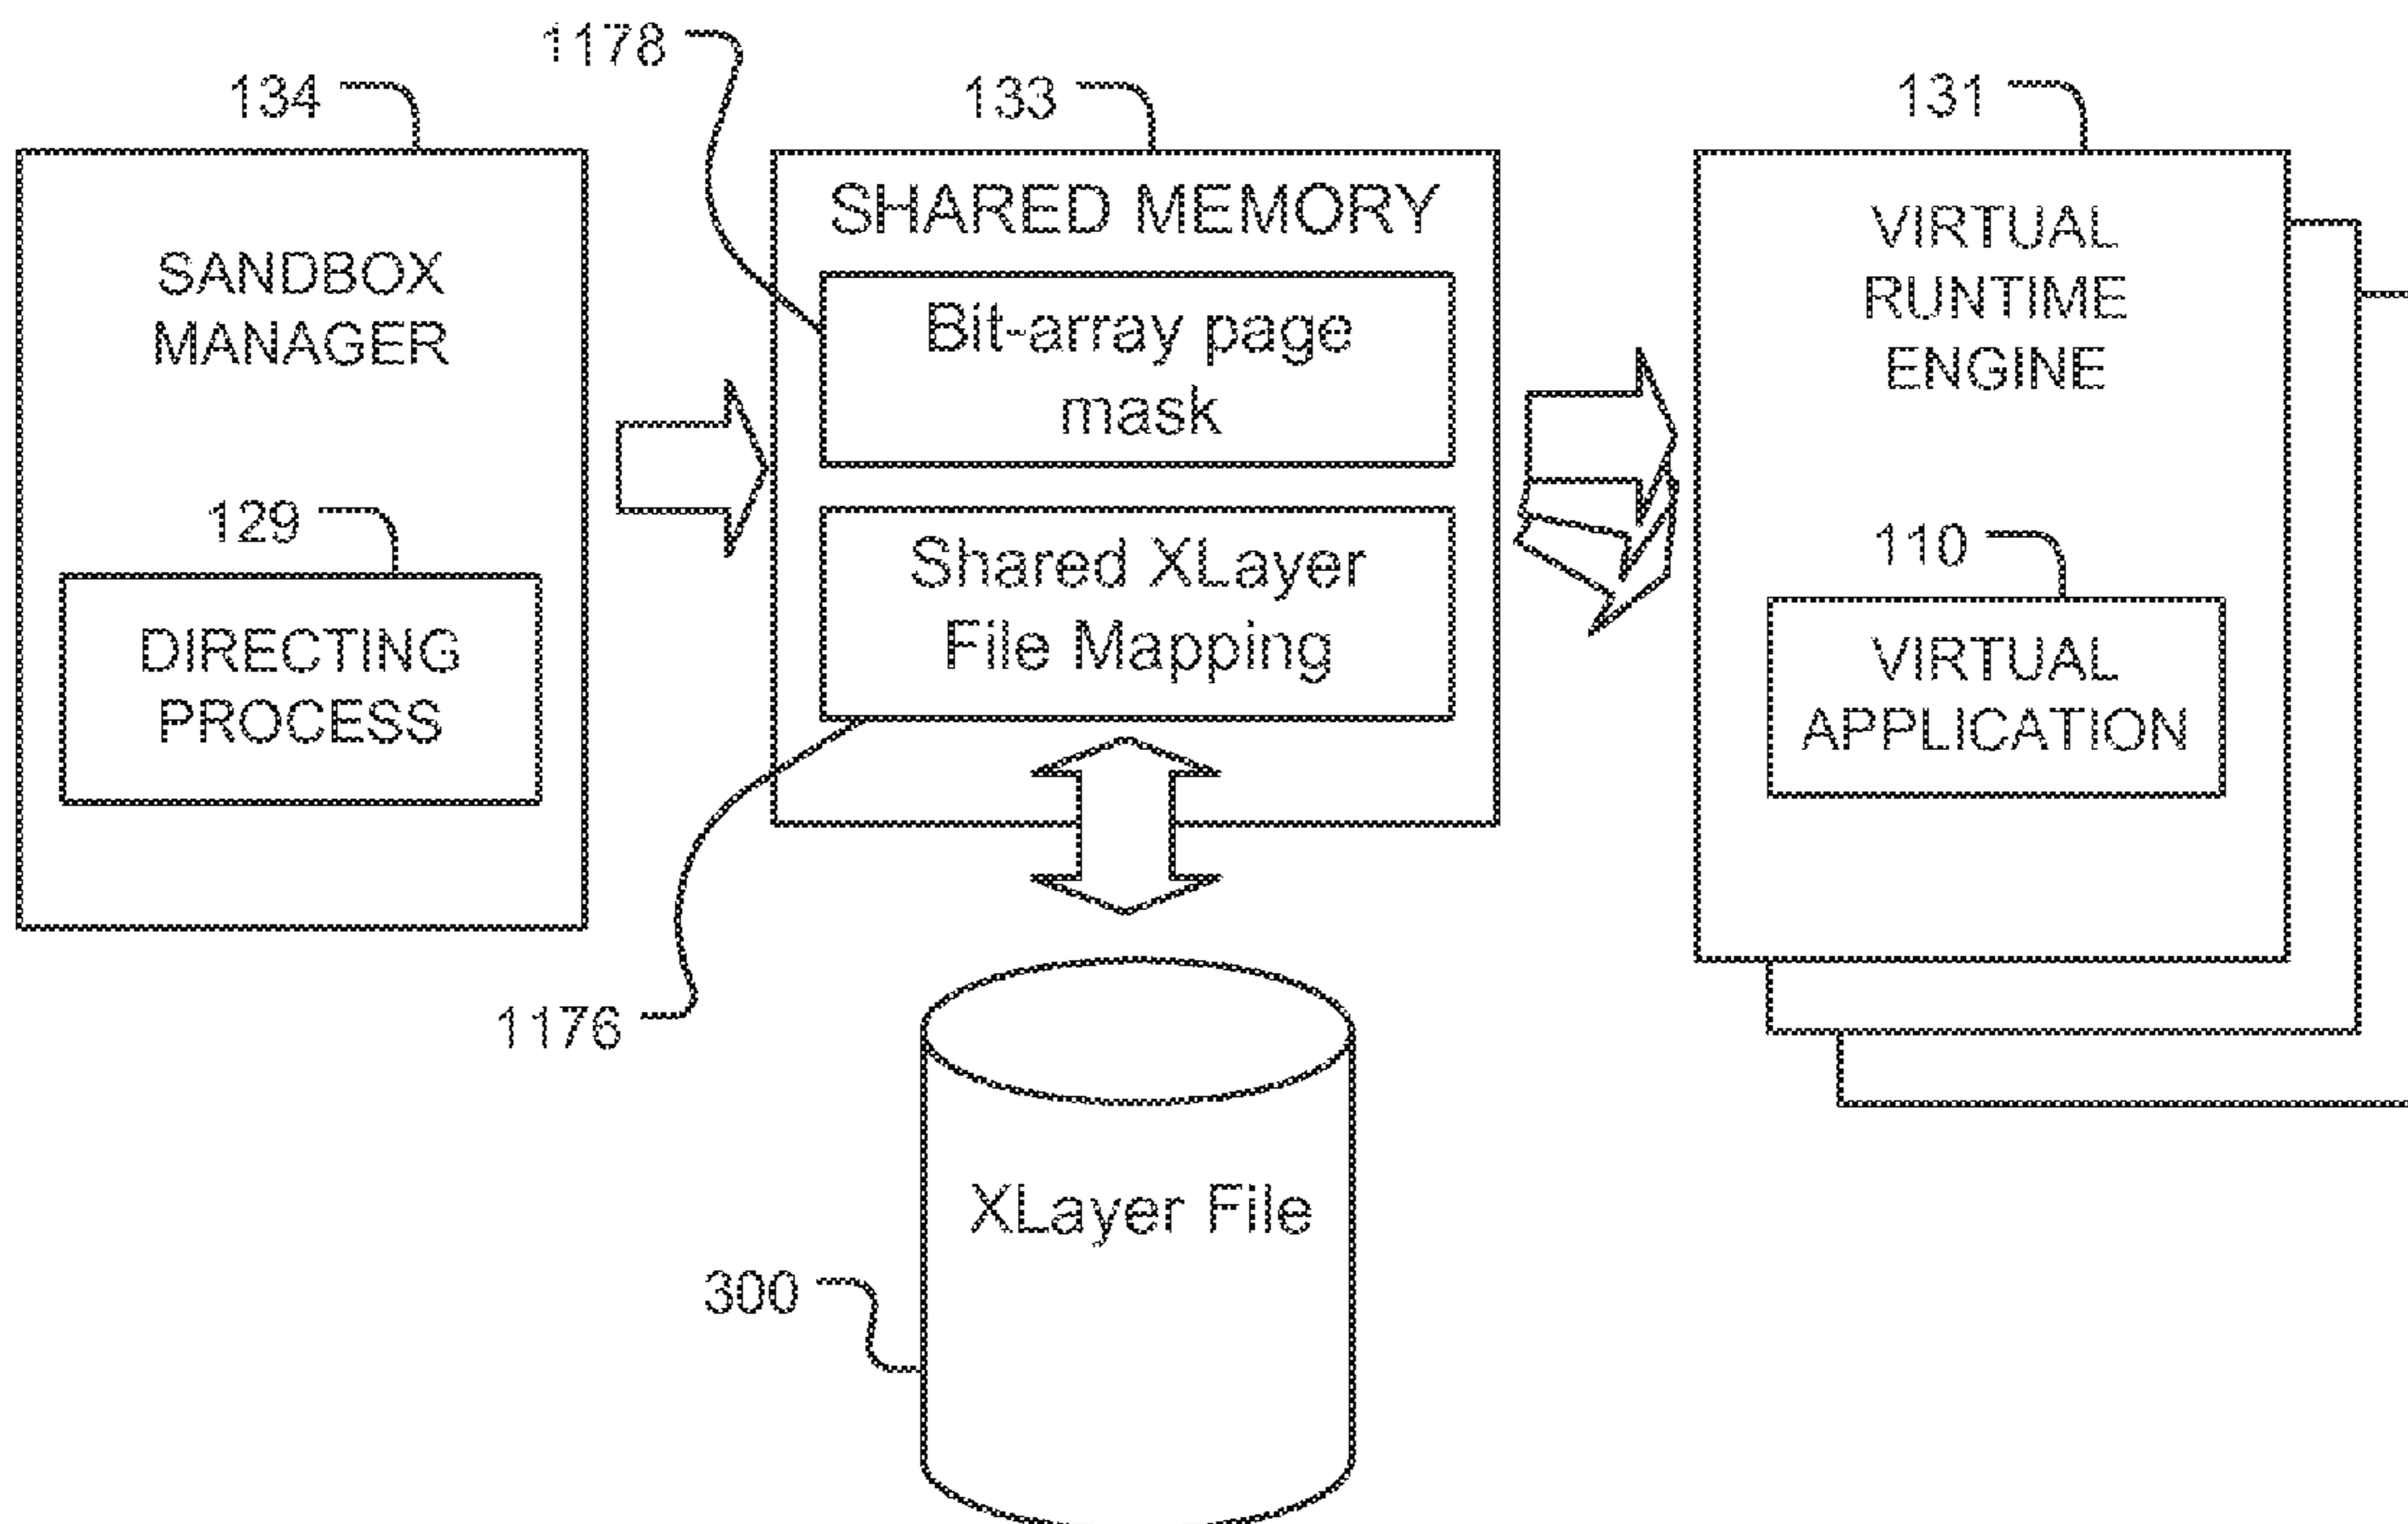 1178
134
133
131
SANDBOX
MANAGER
129
DIRECTING
PROCESS
SHARED MEMORY
Bit-array page
mask
Shared XLayer
File Mapping
1176
VIRTUAL
RUNTIME
ENGINE
110
VIRTUAL
APPLICATION
XLayer File
300